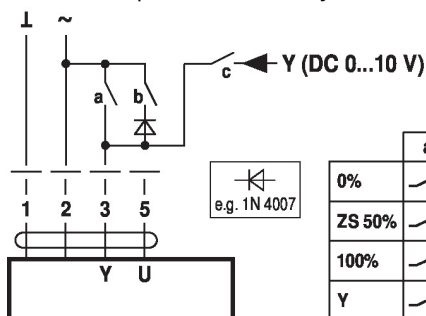 ⊥ ~
a b c Y (DC 0...10 V)
1 2 3 5
Y U
e.g. 1N 4007
0%
ZS 50%
100%
Y